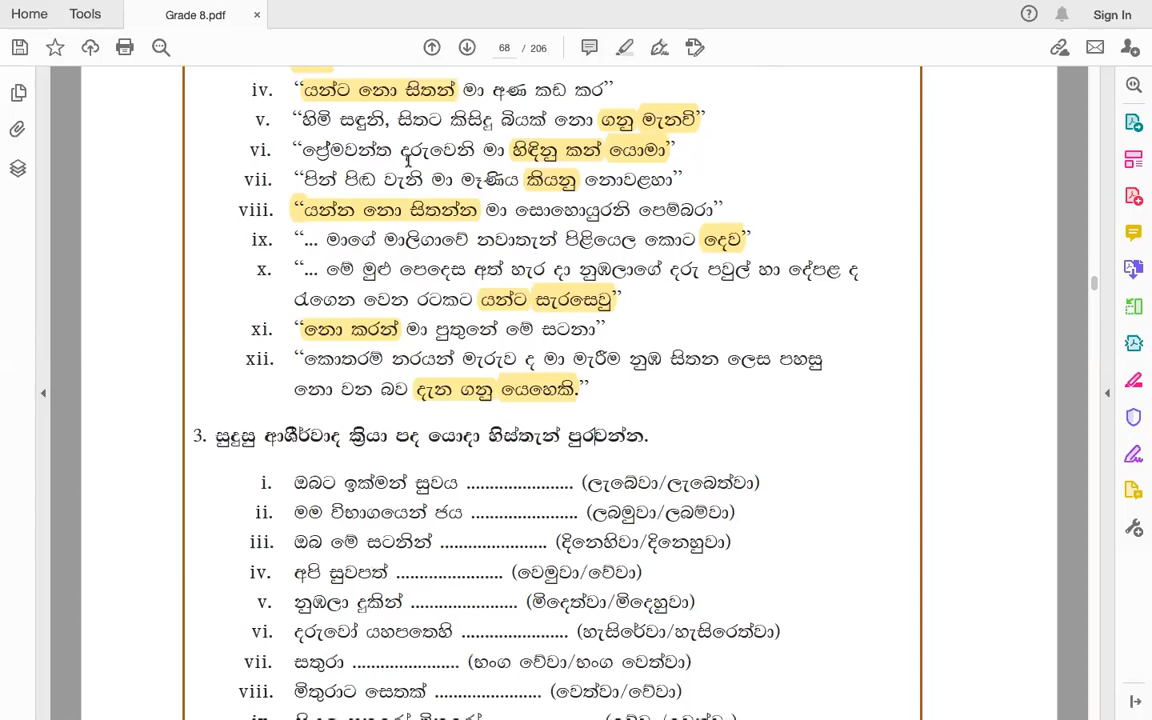 Home Tools Grade 8.pdf × Sign In
68 / 206
iv. “යන්ට නො සිතන් මා අණ කඩ කර”
v. “හිමි සඳුනි, සිතට කිසිදු බියක් නො ගනු මැනවි”
vi. “ප්‍රේමවන්ත දරුවෙනි මා හිඳිනු කන් යොමා”
vii. “පින් පිඬ වැනි මා මෑණිය කියනු නොවළහා”
viii. “යන්න නො සිතන්න මා සොහොයුරනි පෙම්බරා”
ix. “... මාගේ මාලිගාවේ නවාතැන් පිළියෙල කොට දෙව”
x. “... මේ මුළු පෙදෙස අත් හැර දා නුඹලාගේ දරු පවුල් හා දේපළ ද
රැගෙන වෙන රටකට යන්ට සැරසෙවු”
xi. “නො කරන් මා පුතුනේ මේ සටනා”
xii. “කොතරම් නරයන් මැරුව ද මා මැරීම නුඹ සිතන ලෙස පහසු
නො වන බව දැන ගනු යෙහෙකි.”
3. සුදුසු ආශීර්වාද ක්‍රියා පද යොදා හිස්තැන් පුරවන්න.
i. ඔබට ඉක්මන් සුවය ....................... (ලැබේවා/ලැබෙත්වා)
ii. මම විභාගයෙන් ජය ....................... (ලබමුවා/ලබම්වා)
iii. ඔබ මේ සටනින් ....................... (දිනෙහිවා/දිනෙහුවා)
iv. අපි සුවපත් ....................... (වෙමුවා/වේවා)
v. නුඹලා දුකින් ....................... (මිදෙත්වා/මිදෙහුවා)
vi. දරුවෝ යහපතෙහි ....................... (හැසිරේවා/හැසිරෙත්වා)
vii. සතුරා ....................... (භංග වේවා/භංග වෙත්වා)
viii. මිතුරාට සෙතක් ....................... (වෙත්වා/වේවා)